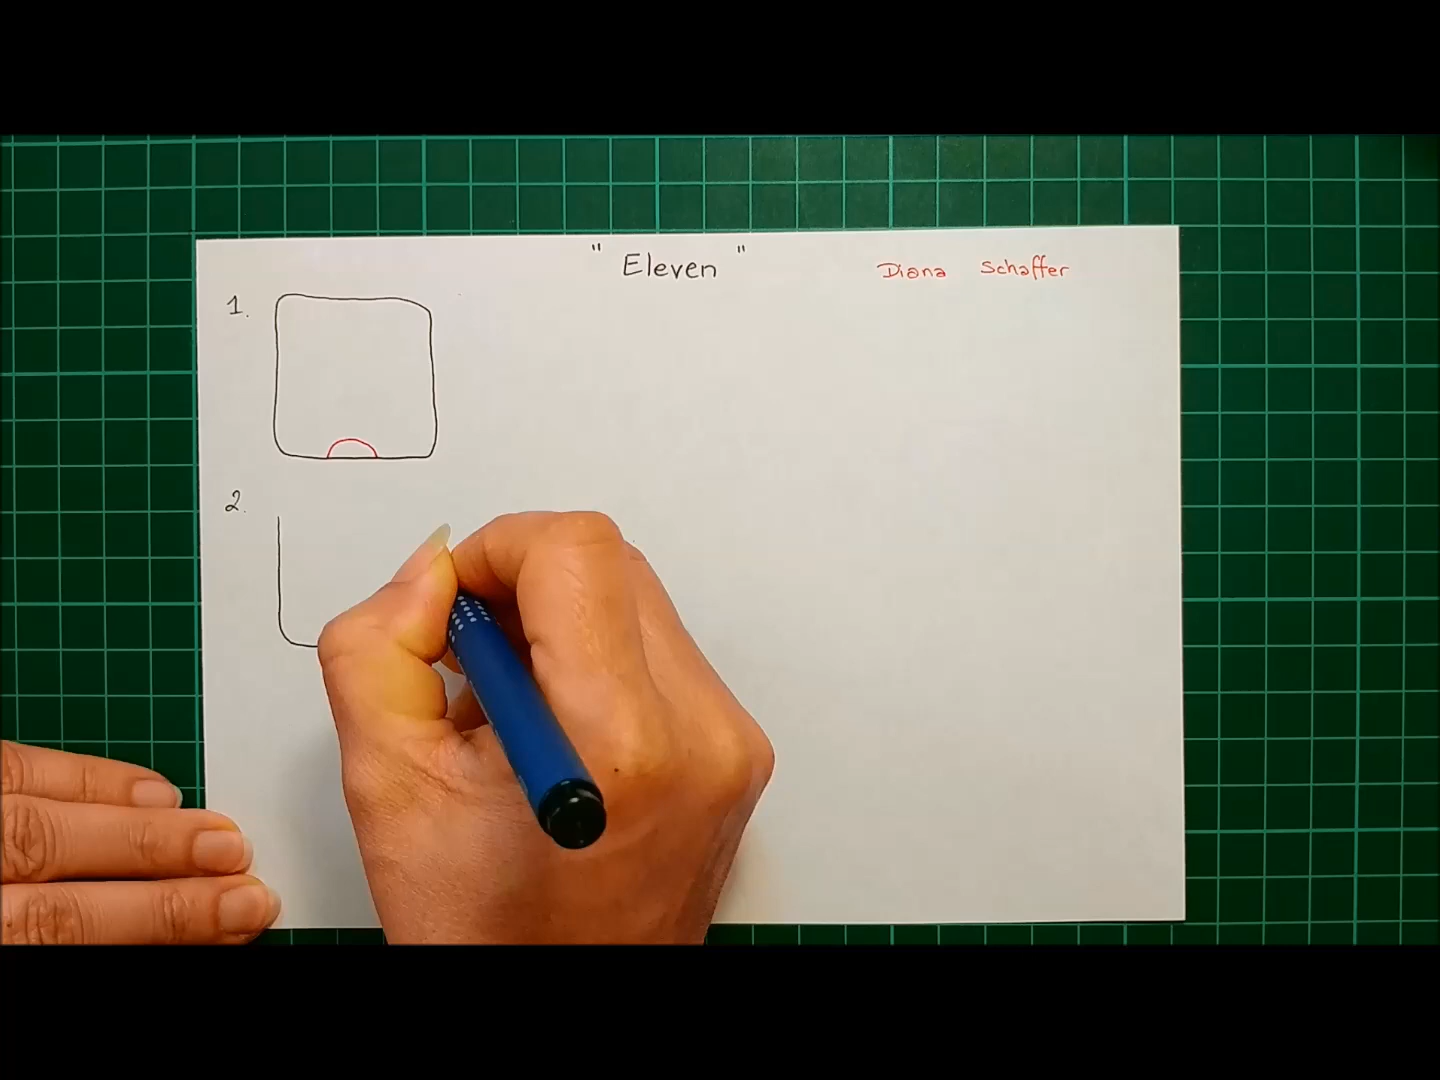 " Eleven " Diana Schaffer
1.
2.